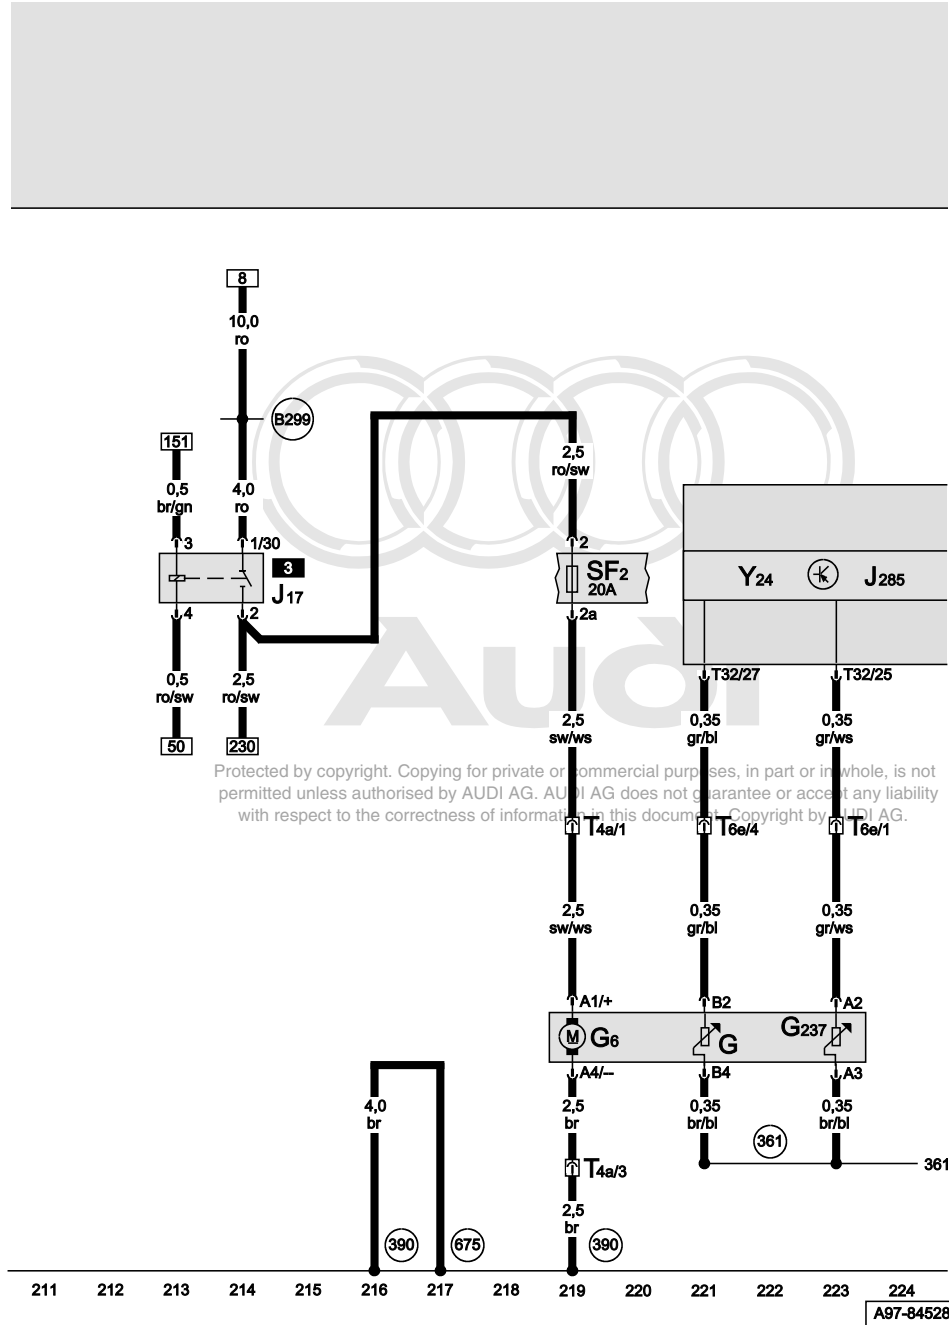 8
10,0
ro
B299
151
2,5
ro/sw
0,5
br/gn
4,0
ro
3
1/30
2
3
J17
SF2
20A
Y24
J285
4
2
2a
T32/27
T32/25
0,5
ro/sw
2,5
ro/sw
2,5
sw/ws
0,35
gr/bl
0,35
gr/ws
50
230
Audi
Protected by copyright. Copying for private or commercial purposes, in part or in whole, is not
permitted unless authorised by AUDI AG. AUDI AG does not guarantee or accept any liability
with respect to the correctness of information in this document. Copyright by AUDI AG.
T4a/1
T6e/4
T6e/1
2,5
sw/ws
0,35
gr/bl
0,35
gr/ws
A1/+
B2
A2
M
G6
G
G237
A4/--
B4
A3
4,0
br
2,5
br
0,35
br/bl
0,35
br/bl
361
361
T4a/3
2,5
br
390
675
390
211 212 213 214 215 216 217 218 219 220 221 222 223 224
A97-84528